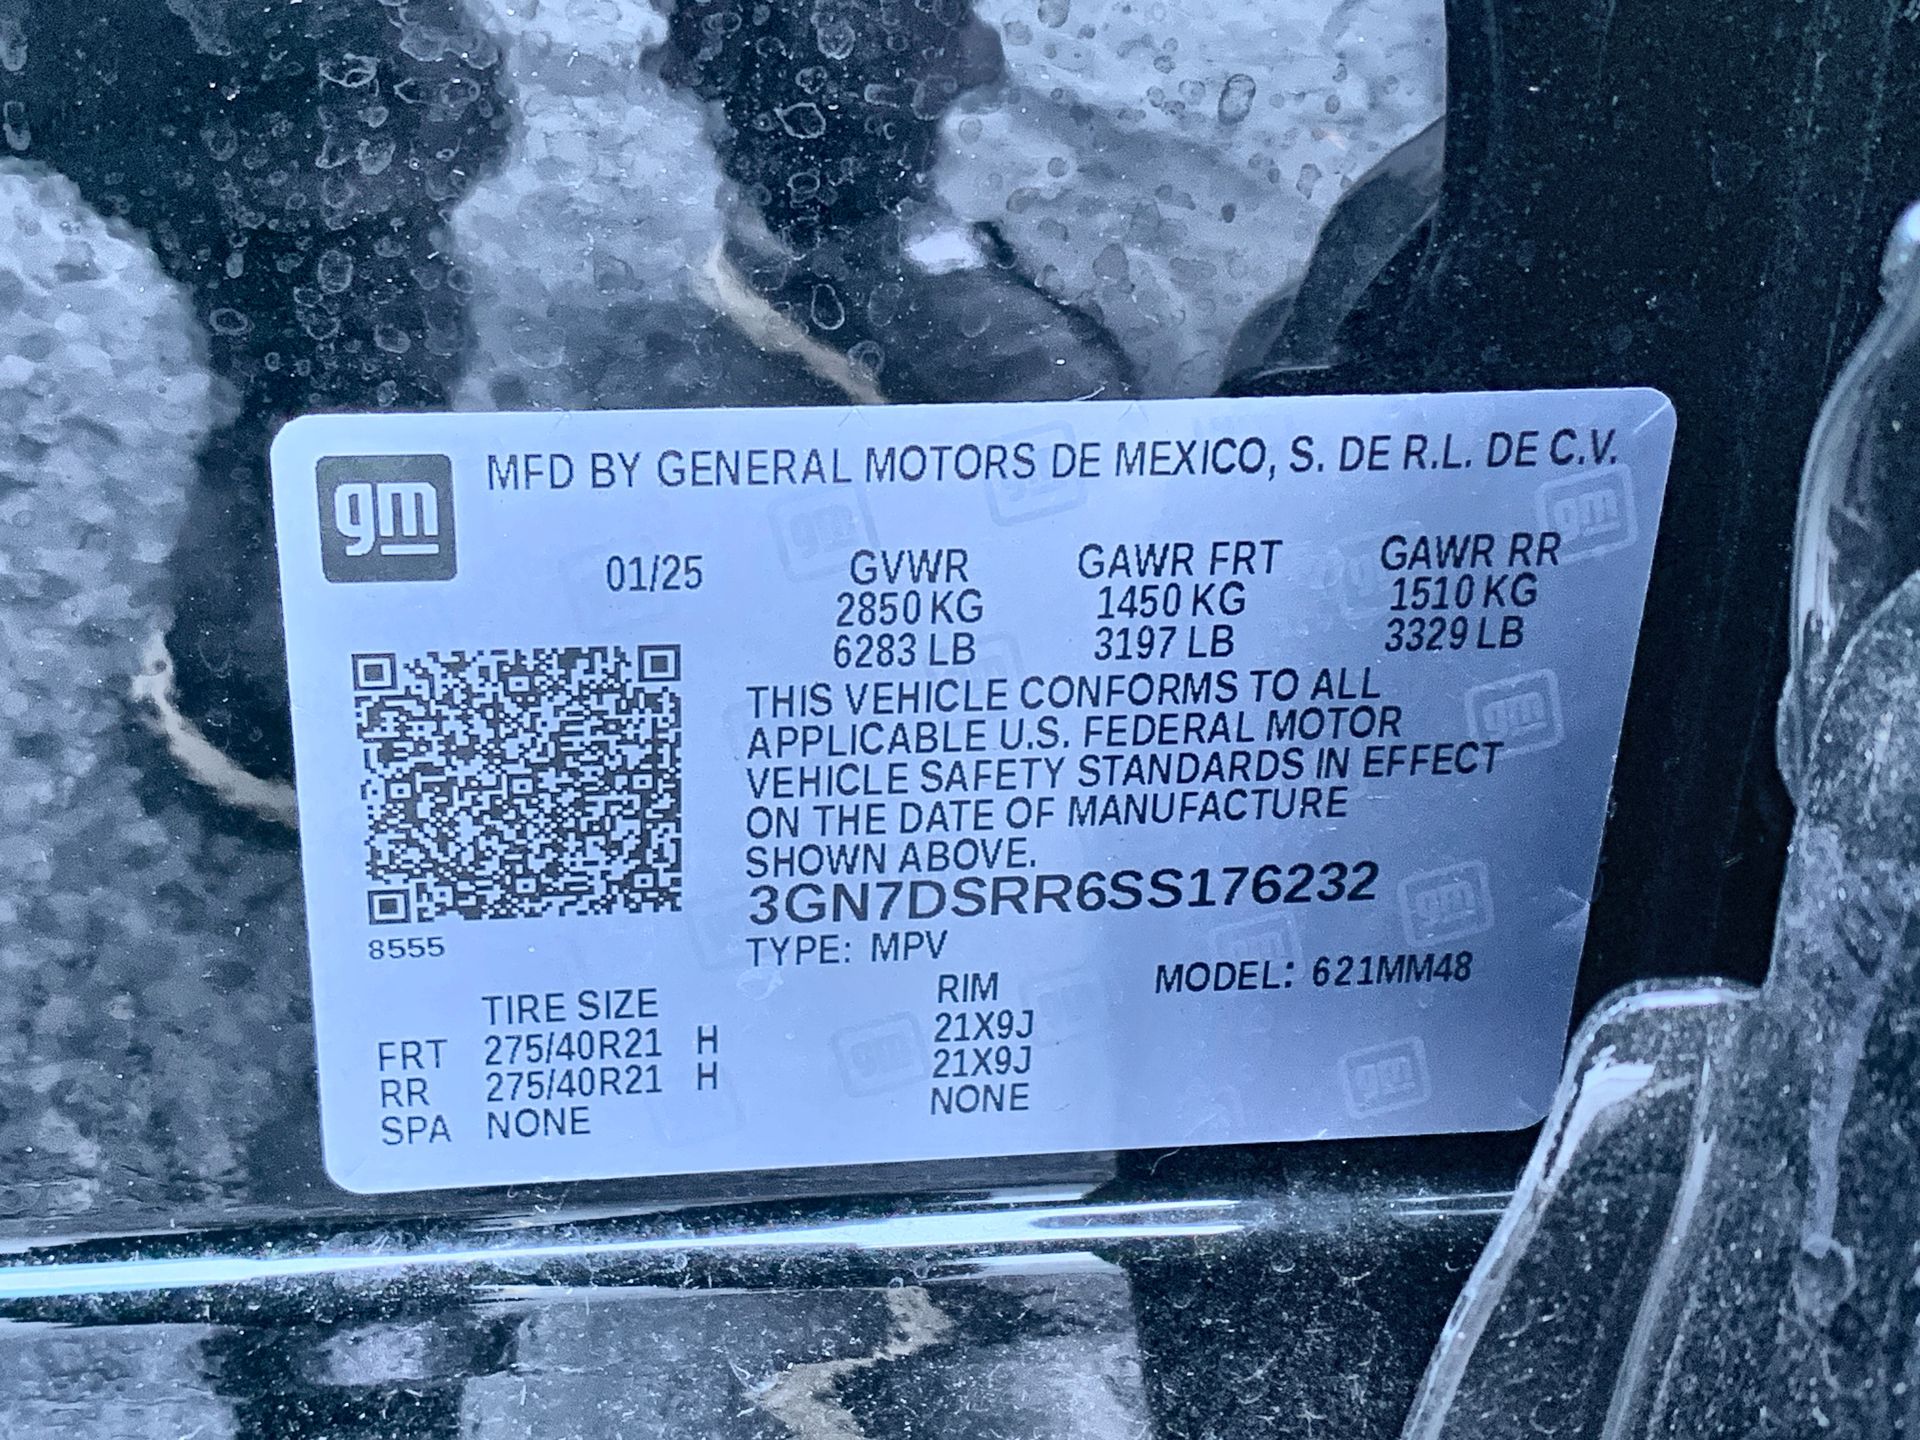 gm
MFD BY GENERAL MOTORS DE MEXICO, S. DE R.L. DE C.V.
01/25 GVWR GAWR FRT GAWR RR
2850 KG 1450 KG 1510 KG
6283 LB 3197 LB 3329 LB
THIS VEHICLE CONFORMS TO ALL
APPLICABLE U.S. FEDERAL MOTOR
VEHICLE SAFETY STANDARDS IN EFFECT
ON THE DATE OF MANUFACTURE
SHOWN ABOVE.
3GN7DSRR6SS176232
8555
TYPE: MPV
MODEL: 621MM48
TIRE SIZE RIM
FRT 275/40R21 H 21X9J
RR 275/40R21 H 21X9J
SPA NONE NONE